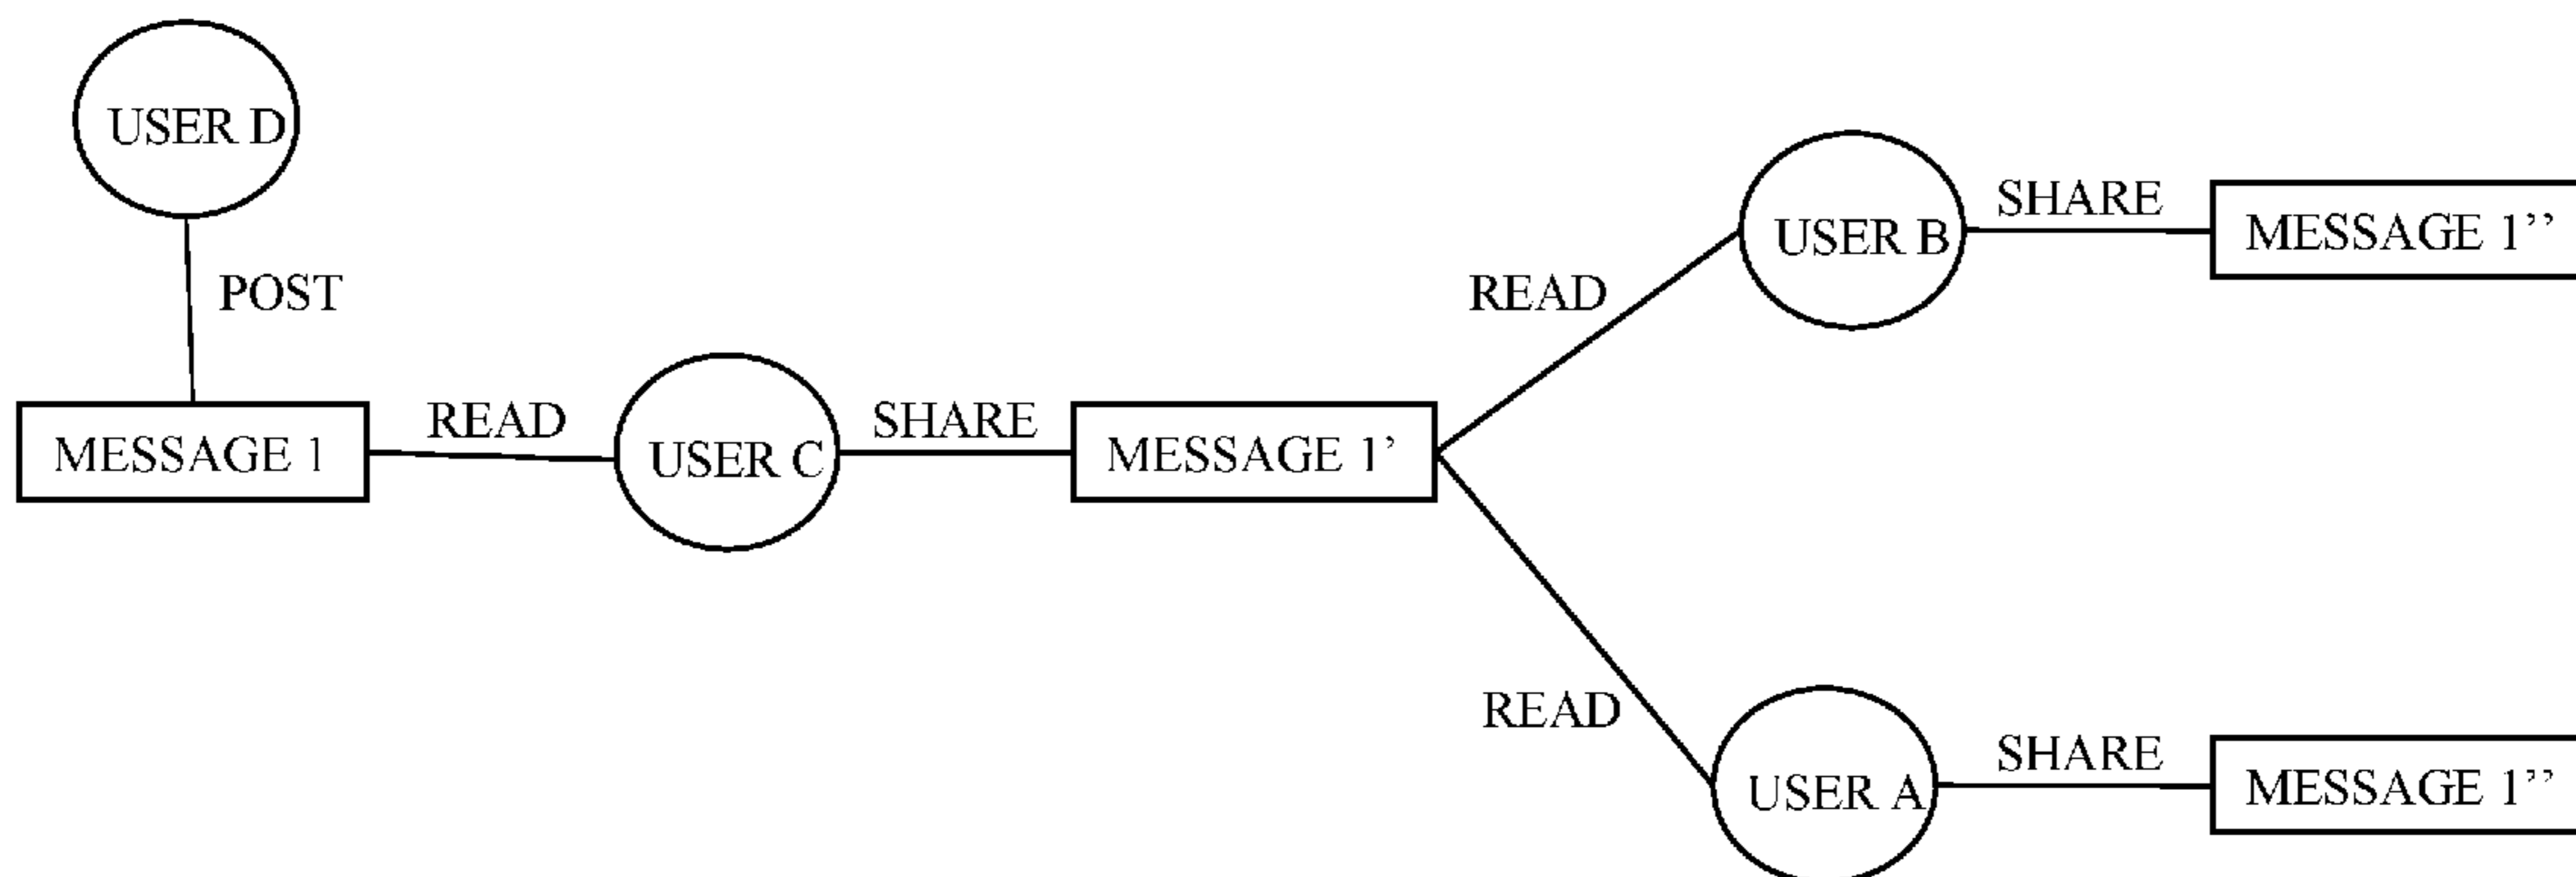 USER D
POST
MESSAGE 1
READ
USER C
SHARE
MESSAGE 1’
READ
USER B
SHARE
MESSAGE 1’’
READ
USER A
SHARE
MESSAGE 1’’